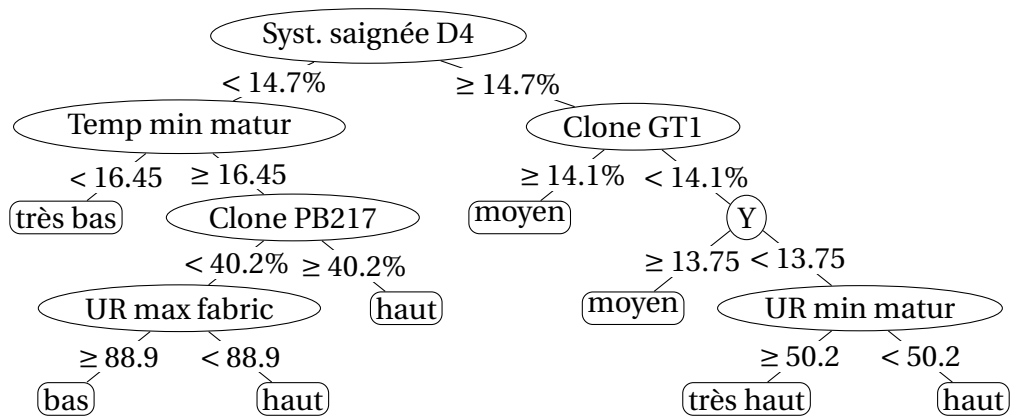 Syst. saignée D4
< 14.7% ≥ 14.7%
Temp min matur Clone GT1
< 16.45 ≥ 16.45 ≥ 14.1% < 14.1%
très bas Clone PB217 moyen Y
< 40.2% ≥ 40.2% ≥ 13.75 < 13.75
UR max fabric haut moyen UR min matur
≥ 88.9 < 88.9 ≥ 50.2 < 50.2
bas haut très haut haut